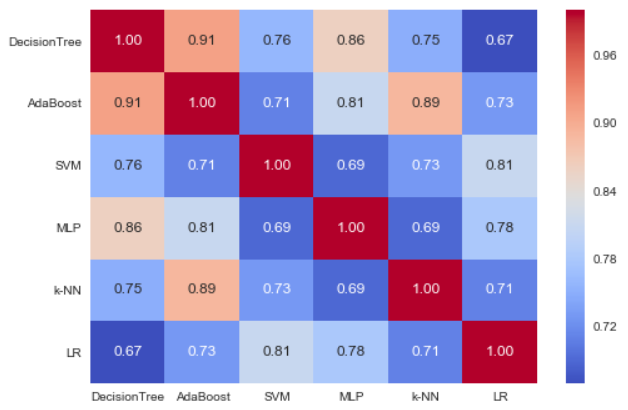 DecisionTree 1.00 0.91 0.76 0.86 0.75 0.67
0.96
AdaBoost 0.91 1.00 0.71 0.81 0.89 0.73
0.90
SVM 0.76 0.71 1.00 0.69 0.73 0.81
0.84
MLP 0.86 0.81 0.69 1.00 0.69 0.78
0.78
k-NN 0.75 0.89 0.73 0.69 1.00 0.71
0.72
LR 0.67 0.73 0.81 0.78 0.71 1.00
DecisionTree AdaBoost SVM MLP k-NN LR